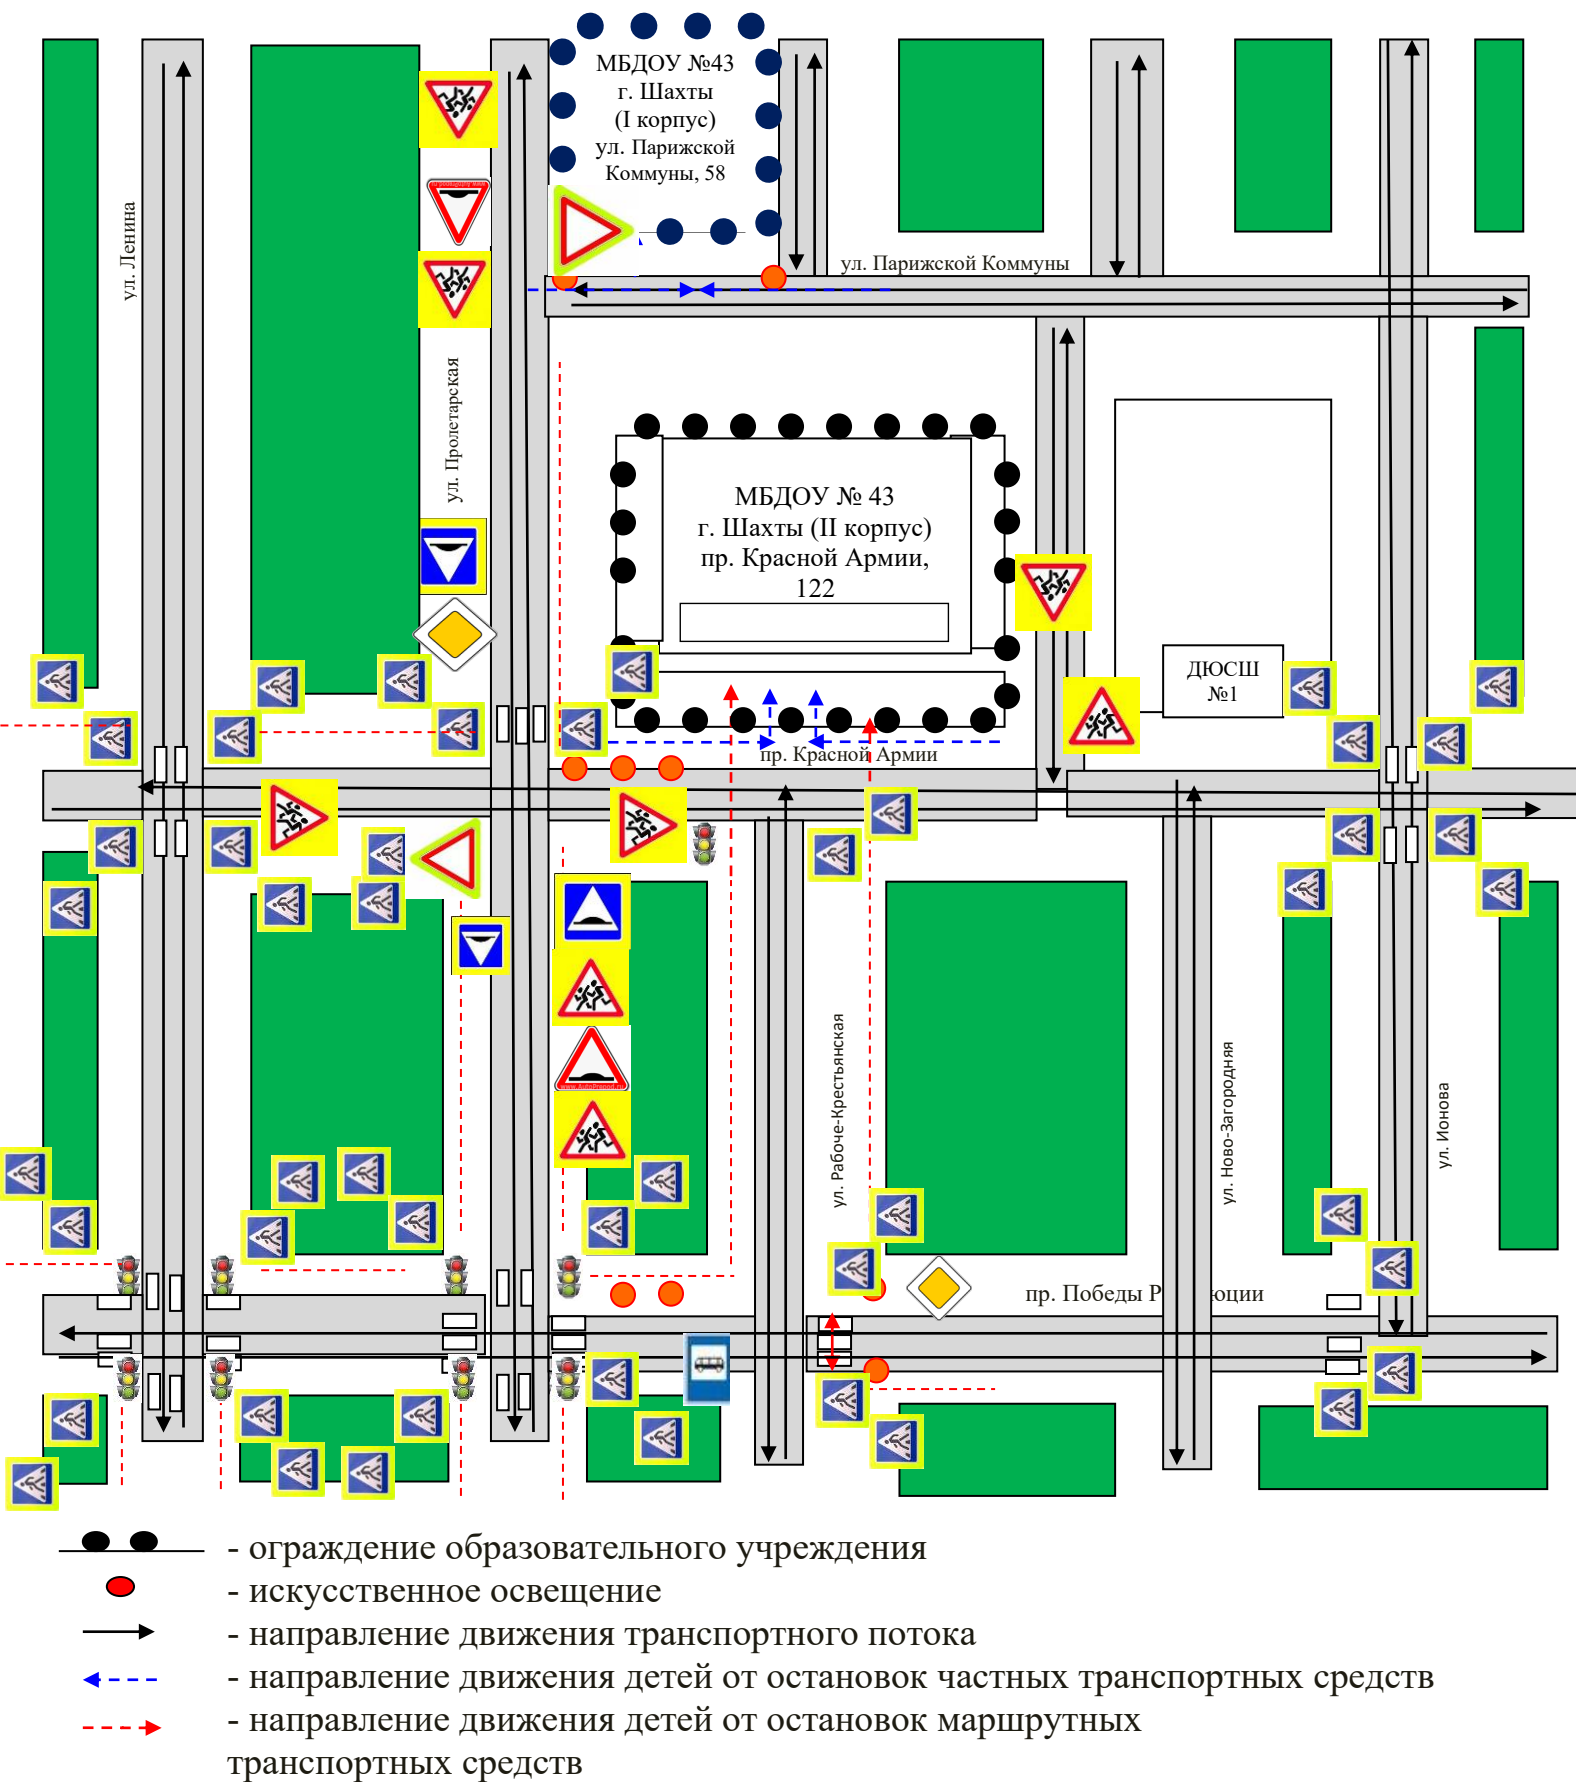 МБДОУ №43
г. Шахты
(I корпус)
ул. Парижской
Коммуны, 58
ул. Ленина
ул. Парижской Коммуны
ул. Пролетарская
МБДОУ № 43
г. Шахты (II корпус)
пр. Красной Армии,
122
ДЮСШ
№1
пр. Красной Армии
ул. Рабоче-Крестьянская
ул. Ново-Загородняя
ул. Ионова
www.AutoPrepod.ru
пр. Победы Р юции
- ограждение образовательного учреждения
- искусственное освещение
- направление движения транспортного потока
- направление движения детей от остановок частных транспортных средств
- направление движения детей от остановок маршрутных
транспортных средств